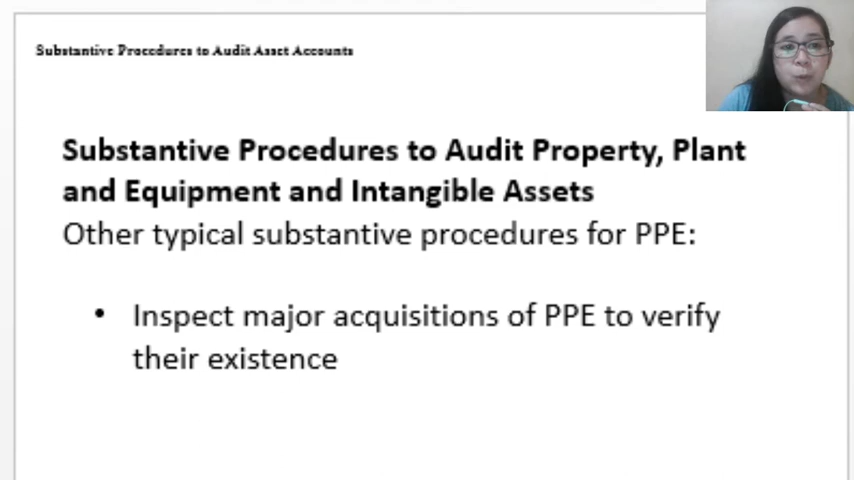 Substantive Procedures to Audit Asset Accounts
Substantive Procedures to Audit Property, Plant
and Equipment and Intangible Assets
Other typical substantive procedures for PPE:
• Inspect major acquisitions of PPE to verify
their existence